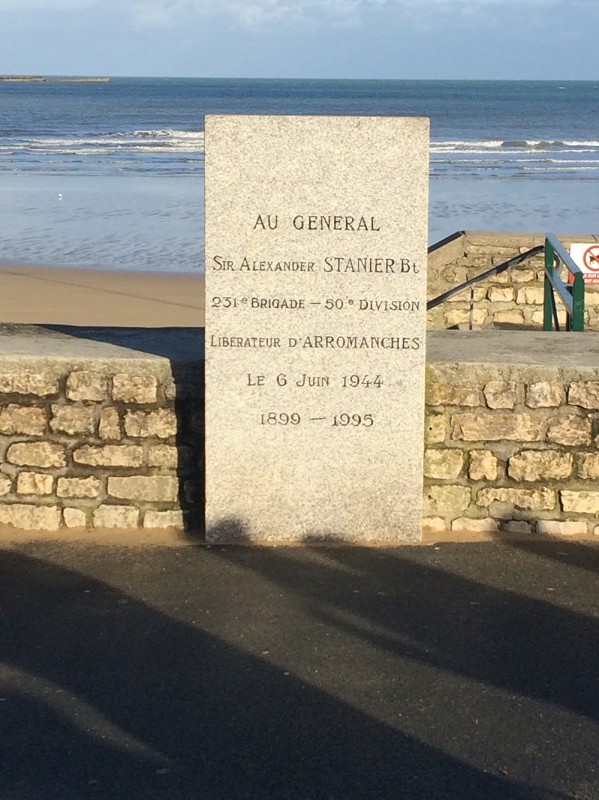 AU GENERAL
SIR ALEXANDER STANIER Bt
231e BRIGADE – 50e DIVISION
LIBERATEUR D'ARROMANCHES
LE 6 JUIN 1944
1899 – 1995